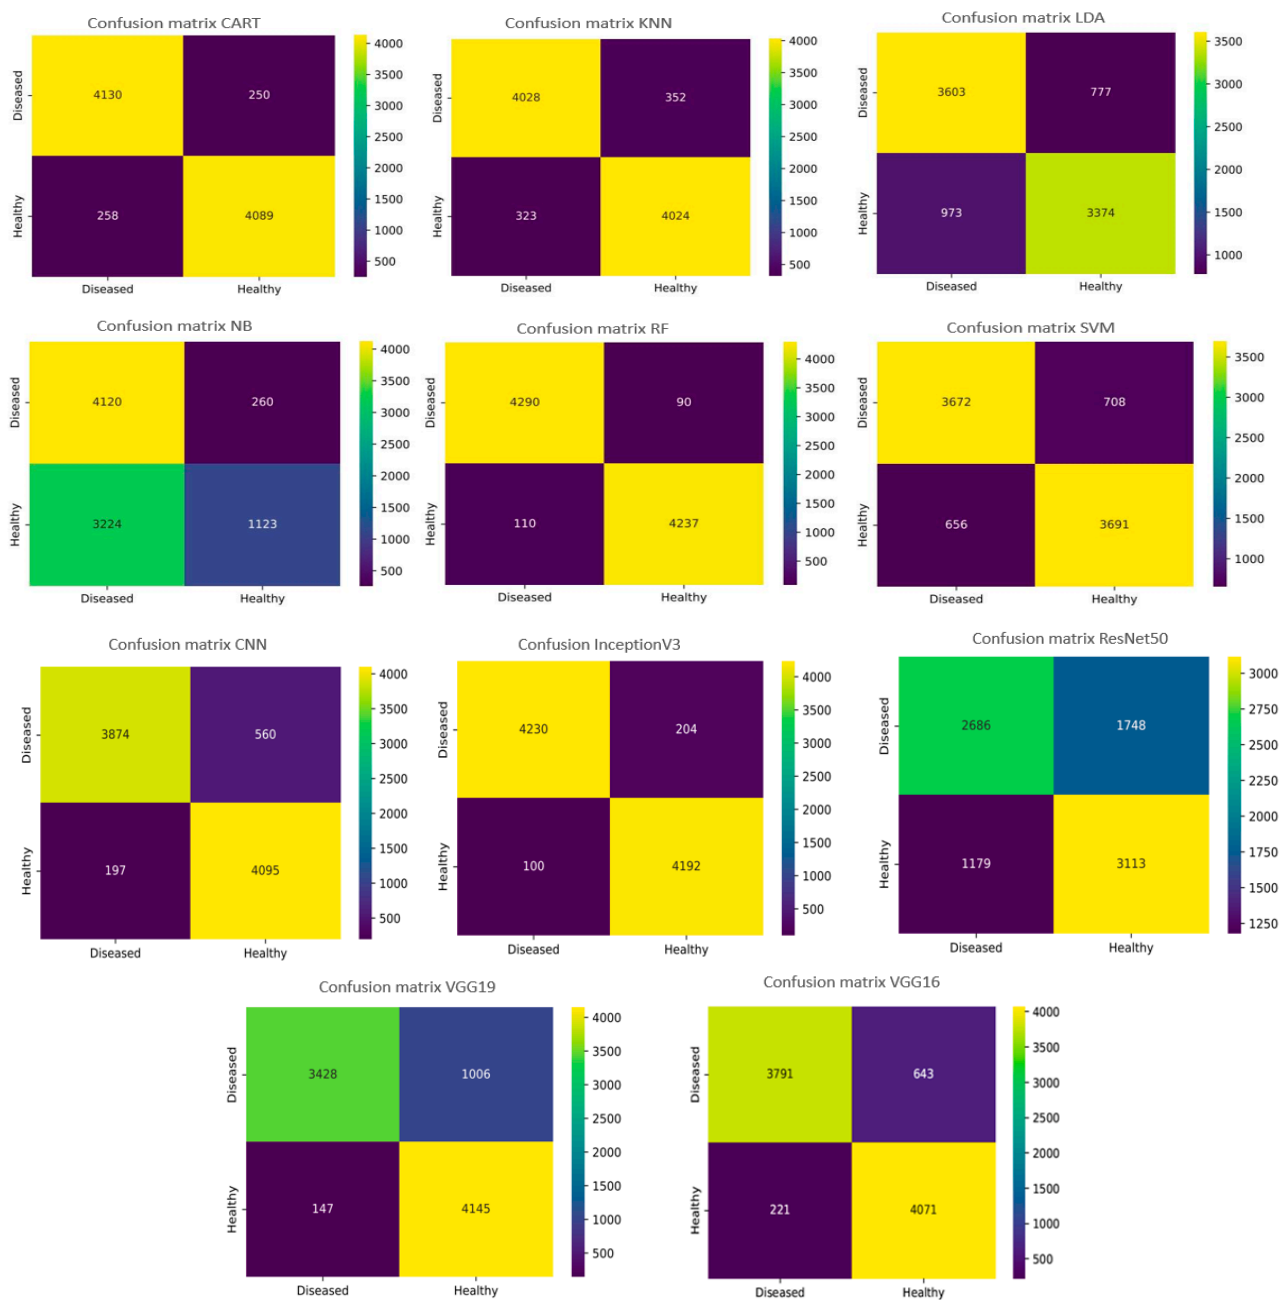 Confusion matrix CART
Diseased
Healthy
4130 250
258 4089
Diseased Healthy
4000
3500
3000
2500
2000
1500
1000
500
Confusion matrix KNN
Diseased
Healthy
4028 352
323 4024
Diseased Healthy
4000
3500
3000
2500
2000
1500
1000
500
Confusion matrix LDA
Diseased
Healthy
3603 777
973 3374
Diseased Healthy
3500
3000
2500
2000
1500
1000
Confusion matrix NB
Diseased
Healthy
4120 260
3224 1123
Diseased Healthy
4000
3500
3000
2500
2000
1500
1000
500
Confusion matrix RF
Diseased
Healthy
4290 90
110 4237
Diseased Healthy
4000
3500
3000
2500
2000
1500
1000
500
Confusion matrix SVM
Diseased
Healthy
3672 708
656 3691
Diseased Healthy
3500
3000
2500
2000
1500
1000
Confusion matrix CNN
Diseased
Healthy
3874 560
197 4095
Diseased Healthy
4000
3500
3000
2500
2000
1500
1000
500
Confusion InceptionV3
Diseased
Healthy
4230 204
100 4192
Diseased Healthy
4000
3500
3000
2500
2000
1500
1000
500
Confusion matrix ResNet50
Diseased
Healthy
2686 1748
1179 3113
Diseased Healthy
3000
2750
2500
2250
2000
1750
1500
1250
Confusion matrix VGG19
Diseased
Healthy
3428 1006
147 4145
Diseased Healthy
4000
3500
3000
2500
2000
1500
1000
500
Confusion matrix VGG16
Diseased
Healthy
3791 643
221 4071
Diseased Healthy
4000
3500
3000
2500
2000
1500
1000
500